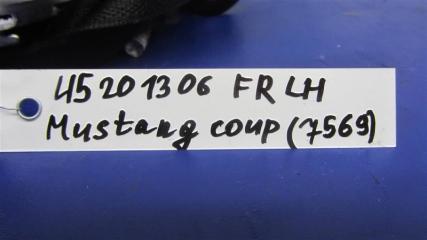 45201306 FR LH
Mustang coup (7569)